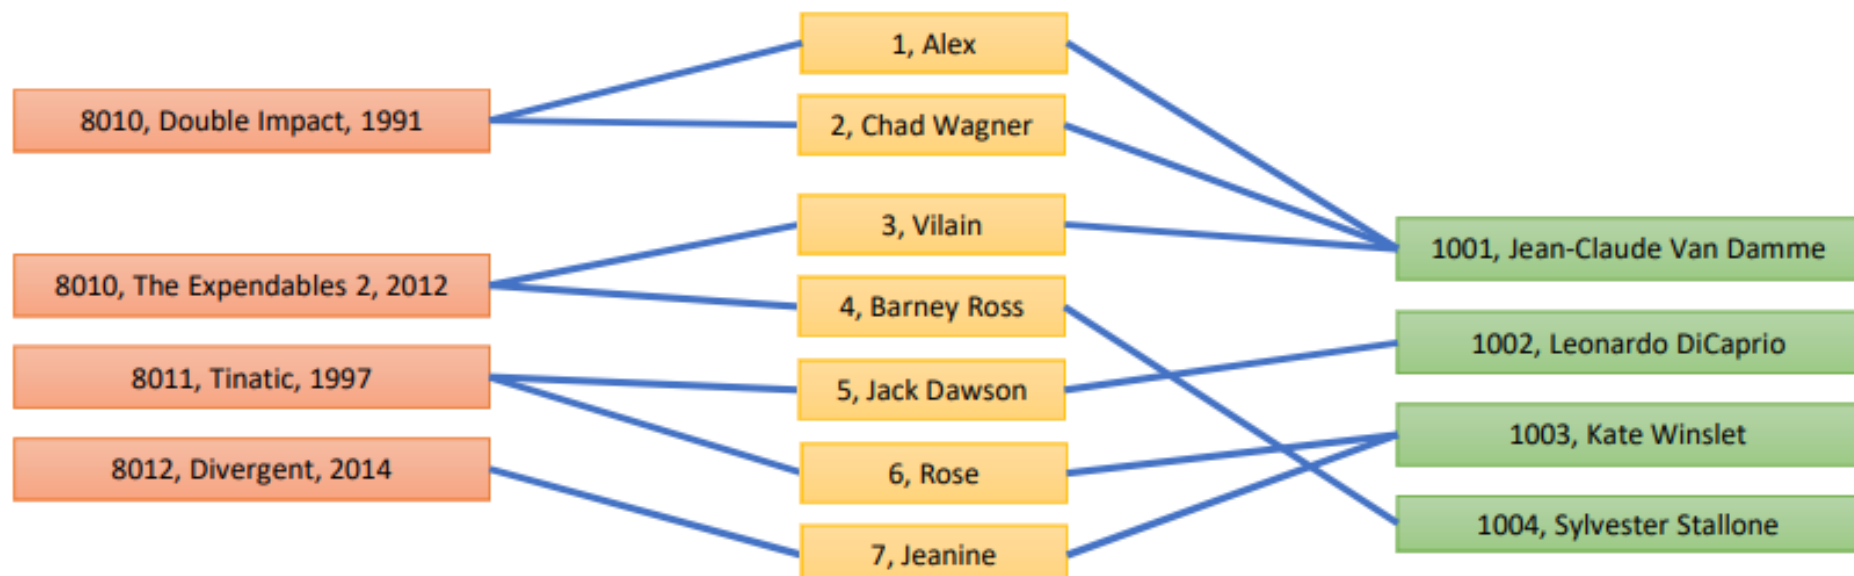 8010, Double Impact, 1991
8010, The Expendables 2, 2012
8011, Tinatic, 1997
8012, Divergent, 2014
1, Alex
2, Chad Wagner
3, Vilain
4, Barney Ross
5, Jack Dawson
6, Rose
7, Jeanine
1001, Jean-Claude Van Damme
1002, Leonardo DiCaprio
1003, Kate Winslet
1004, Sylvester Stallone